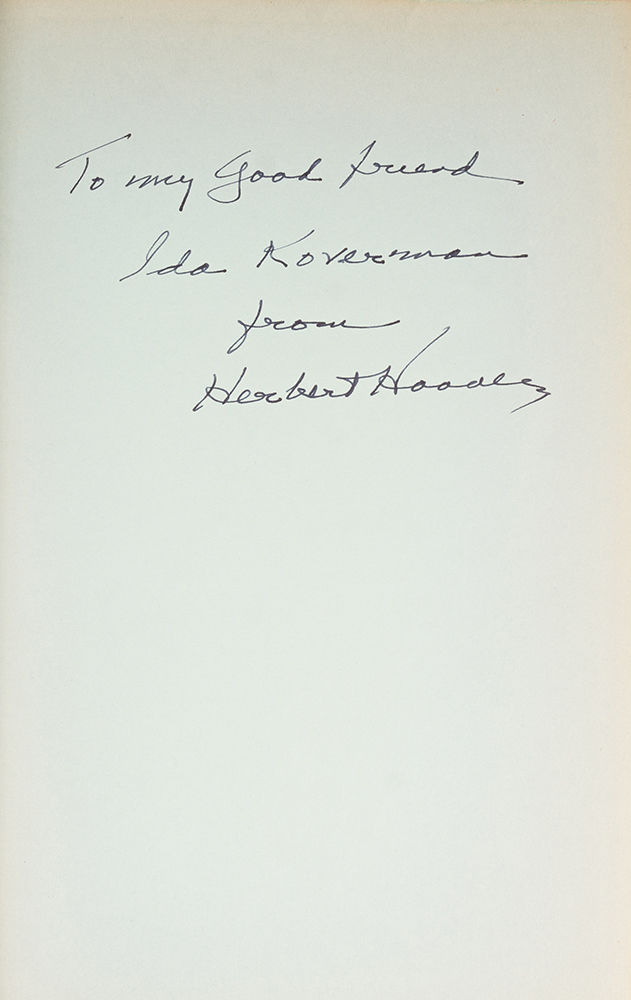 To my Good friend
Ida Koverman
from
Herbert Hoover